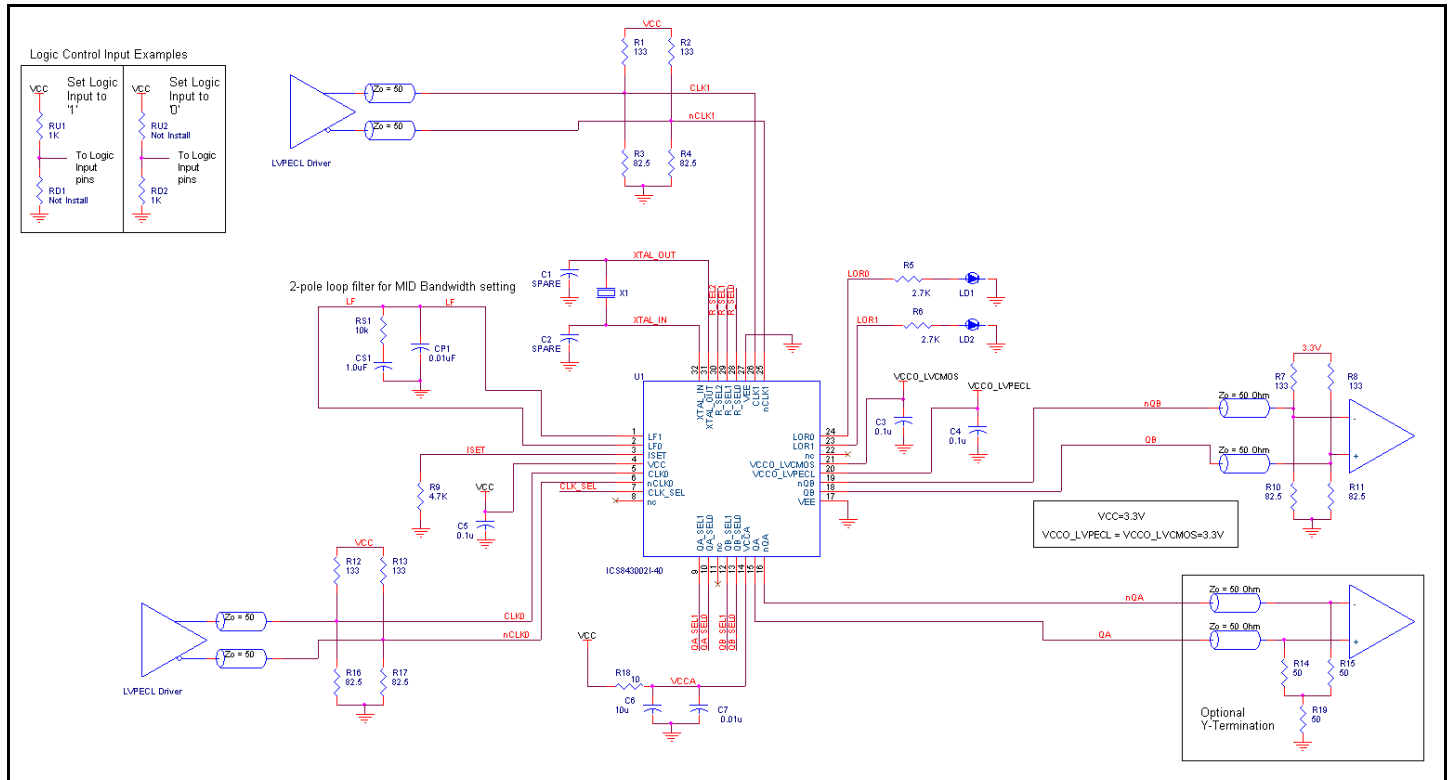 Logic Control Input Examples
VCC
Set Logic
Input to
'1'
RU1
1K
To Logic
Input
pins
RD1
Not Install
VCC
Set Logic
Input to
'0'
RU2
Not Install
To Logic
Input
pins
RD2
1K
VCC
R1
133
R2
133
Zo = 50
CLK1
Zo = 50
nCLK1
LVPECL Driver
R3
82.5
R4
82.5
2-pole loop filter for MID Bandwidth setting
LF
LF
RS1
10k
CS1
1.0uF
CP1
0.01uF
XTAL_OUT
C1
SPARE
X1
XTAL_IN
C2
SPARE
R_SEL2
R_SEL1
R_SEL0
LOR0
R5
2.7K
LD1
LOR1
R6
2.7K
LD2
U1
32
31
30
29
28
27
26
25
XTAL_IN
XTAL_OUT
R_SEL2
R_SEL1
R_SEL0
VEE
CLK1
nCLK1
1
LF1
2
LF0
3
ISET
4
VCC
5
CLK0
6
nCLK0
7
CLK_SEL
8
nc
24
LOR0
23
LOR1
22
nc
21
VCCO_LVCMOS
20
VCCO_LVPECL
19
nQB
18
QB
17
VEE
QA_SEL1
QA_SEL0
nc
QB_SEL1
QB_SEL0
VCCA
QA
nQA
9
10
11
12
13
14
15
16
ICS843002I-40
VCCO_LVCMOS
C3
0.1u
VCCO_LVPECL
C4
0.1u
ISET
R9
4.7K
VCC
C5
0.1u
CLK_SEL
3.3V
R7
133
R8
133
nQB
Zo = 50 Ohm
-
QB
Zo = 50 Ohm
+
R10
82.5
R11
82.5
VCC=3.3V
VCCO_LVPECL = VCCO_LVCMOS=3.3V
VCC
R12
133
R13
133
Zo = 50
CLK0
Zo = 50
nCLK0
LVPECL Driver
R16
82.5
R17
82.5
QA_SEL1
QA_SEL0
QB_SEL1
QB_SEL0
VCC
R18
10
VCCA
C6
10u
C7
0.01u
nQA
Zo = 50 Ohm
-
QA
Zo = 50 Ohm
+
R14
50
R15
50
R19
50
Optional
Y-Termination